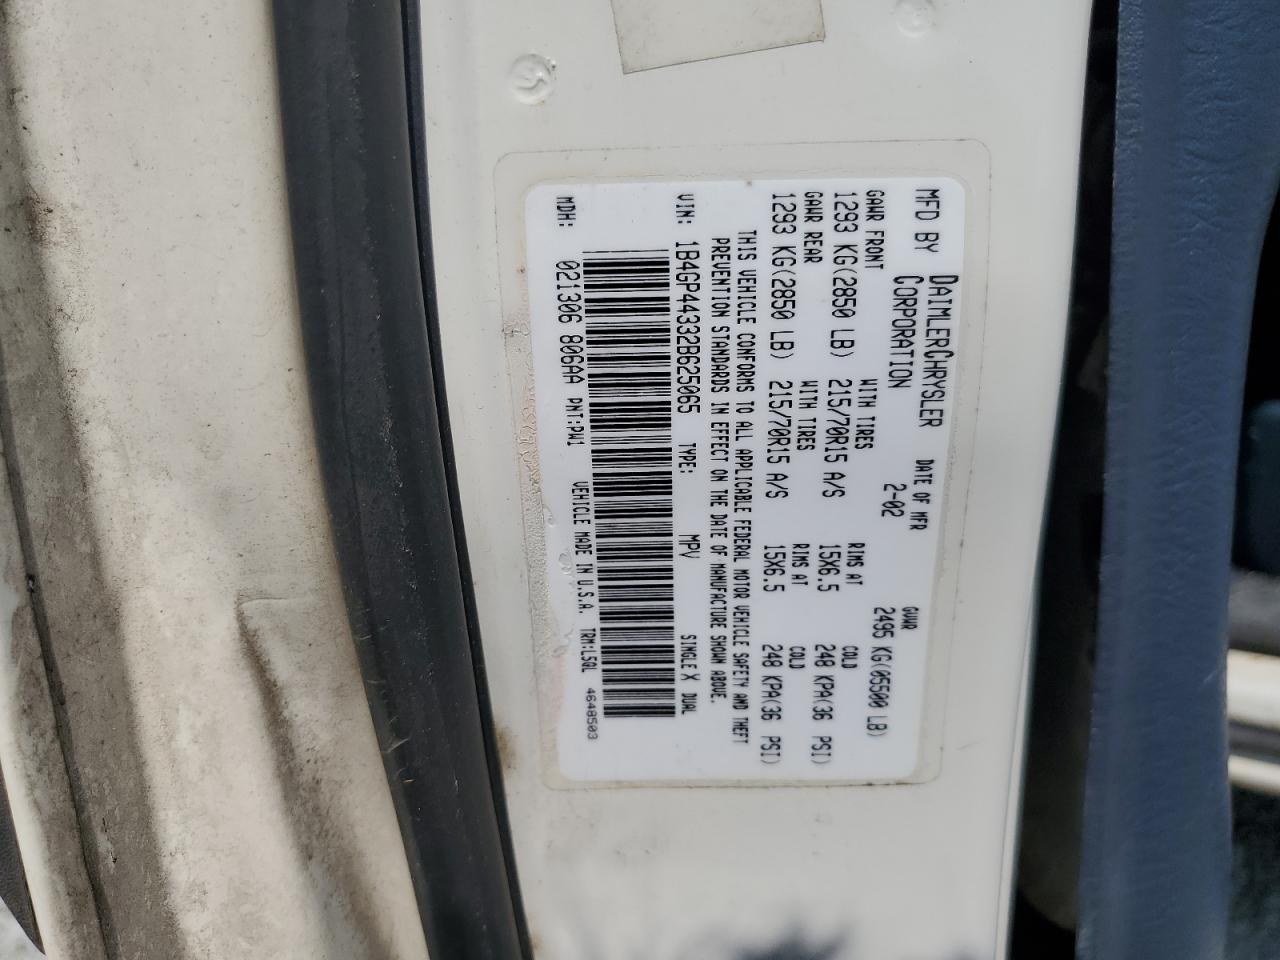 MFD BY DAIMLERCHRYSLER CORPORATION DATE OF MFR 2-02 GVWR 2495 KG(05500 LB)
GAWR FRONT WITH TIRES RIMS AT COLD
1293 KG(2850 LB) 215/70R15 A/S 15X6.5 248 KPA(36 PSI)
GAWR REAR WITH TIRES RIMS AT COLD
1293 KG(2850 LB) 215/70R15 A/S 15X6.5 248 KPA(36 PSI)
THIS VEHICLE CONFORMS TO ALL APPLICABLE FEDERAL MOTOR VEHICLE SAFETY AND THEFT
PREVENTION STANDARDS IN EFFECT ON THE DATE OF MANUFACTURE SHOWN ABOVE.
VIN: 1B4GP44332B625065 TYPE: MPV SINGLE X DUAL
MDH: 021306 806AA PNT:PW1 VEHICLE MADE IN U.S.A. TRM:L5QL 4648503